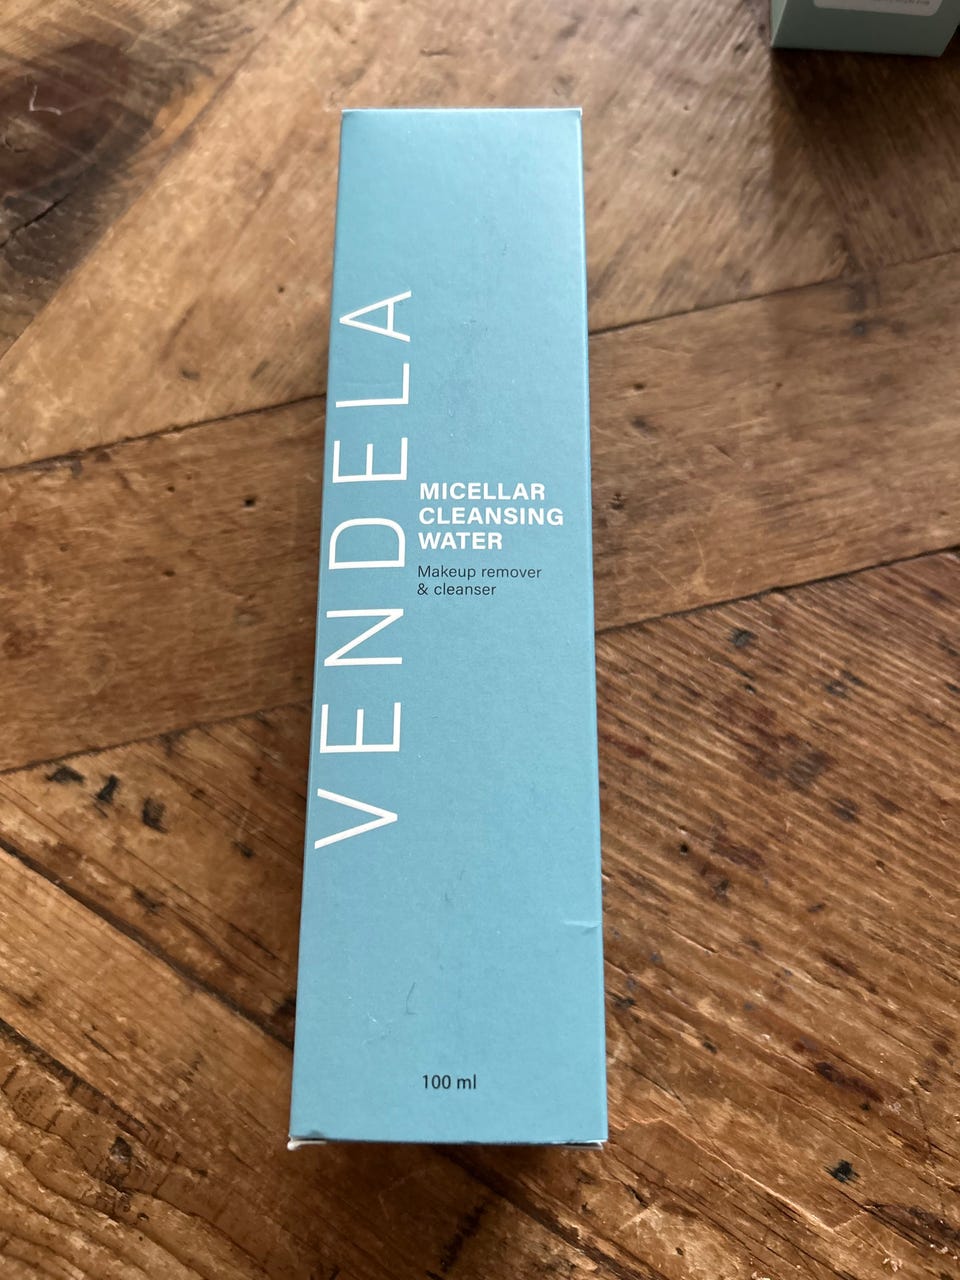 VENDELA
MICELLAR
CLEANSING
WATER
Makeup remover
& cleanser
100 ml